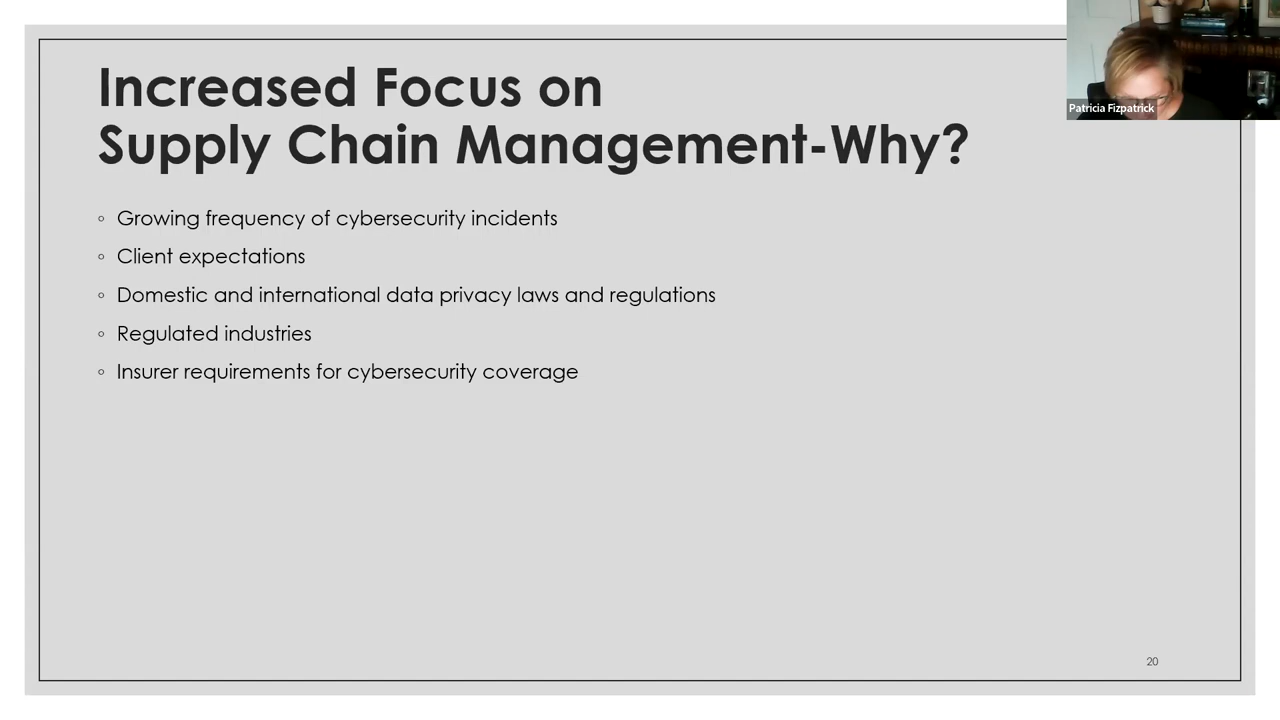 Increased Focus on
Supply Chain Management-Why?
Patricia Fizpatrick
◦ Growing frequency of cybersecurity incidents
◦ Client expectations
◦ Domestic and international data privacy laws and regulations
◦ Regulated industries
◦ Insurer requirements for cybersecurity coverage
20